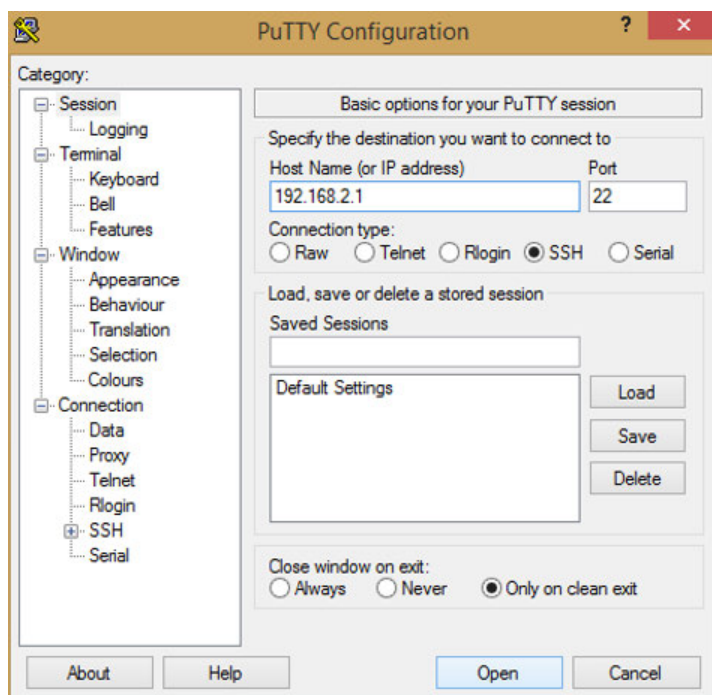 PuTTY Configuration
?
Category:
Session
Logging
Terminal
Keyboard
Bell
Features
Window
Appearance
Behaviour
Translation
Selection
Colours
Connection
Data
Proxy
Telnet
Rlogin
SSH
Serial
Basic options for your PuTTY session
Specify the destination you want to connect to
Host Name (or IP address) Port
192.168.2.1 22
Connection type:
Raw Telnet Rlogin SSH Serial
Load, save or delete a stored session
Saved Sessions
Default Settings
Load
Save
Delete
Close window on exit:
Always Never Only on clean exit
About Help Open Cancel